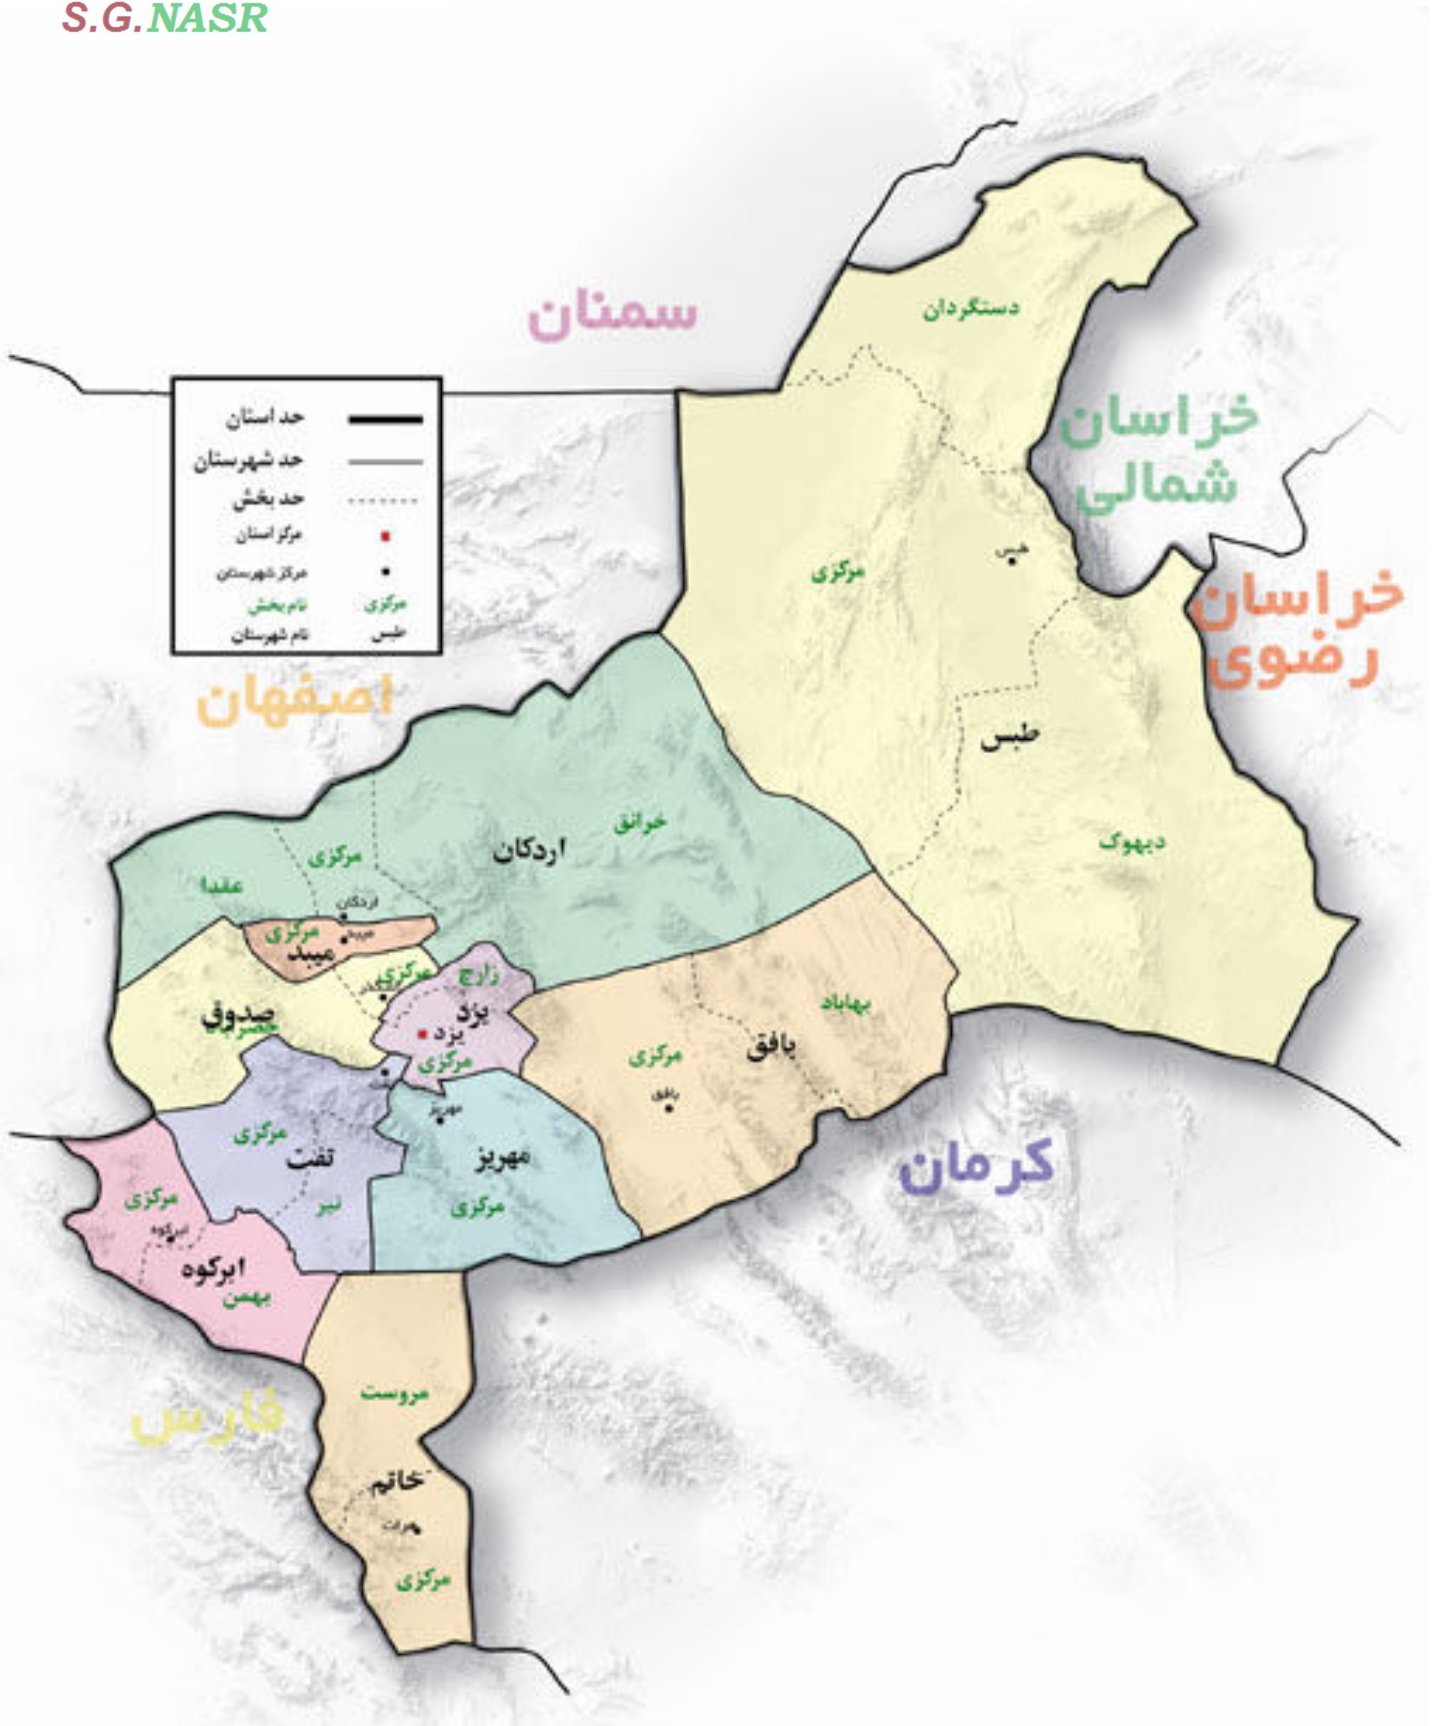 S.G.NASR
سمنان
دستگردان
خراسان
شمالی
حد استان
حد شهرستان
حد بخش
مرکز استان
مرکز شهرستان
نام بخش مرکزی
نام شهرستان طبس
طبس
مرکزی
خراسان
رضوی
اصفهان
طبس
خرانق
اردکان
مرکزی
دیهوک
عقدا
اردکان
مرکزی
میبد
میبد
مرکزی
زارچ
صدوق
یزد
یزد
مرکزی
بهاباد
بافق
مرکزی
بافق
مهریز
مرکزی
تفت
مهریز
نیر
مرکزی
کرمان
مرکزی
ابرکوه
ابرکوه
بهمن
مروست
فارس
خاتم
هرات
مرکزی